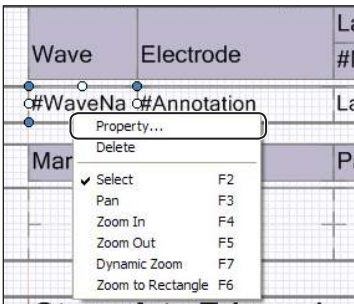 La
Wave Electrode #
#WaveNa #Annotation La
Property...
Delete
Mar P
Select F2
Pan F3
Zoom In F4
Zoom Out F5
Dynamic Zoom F7
Zoom to Rectangle F6